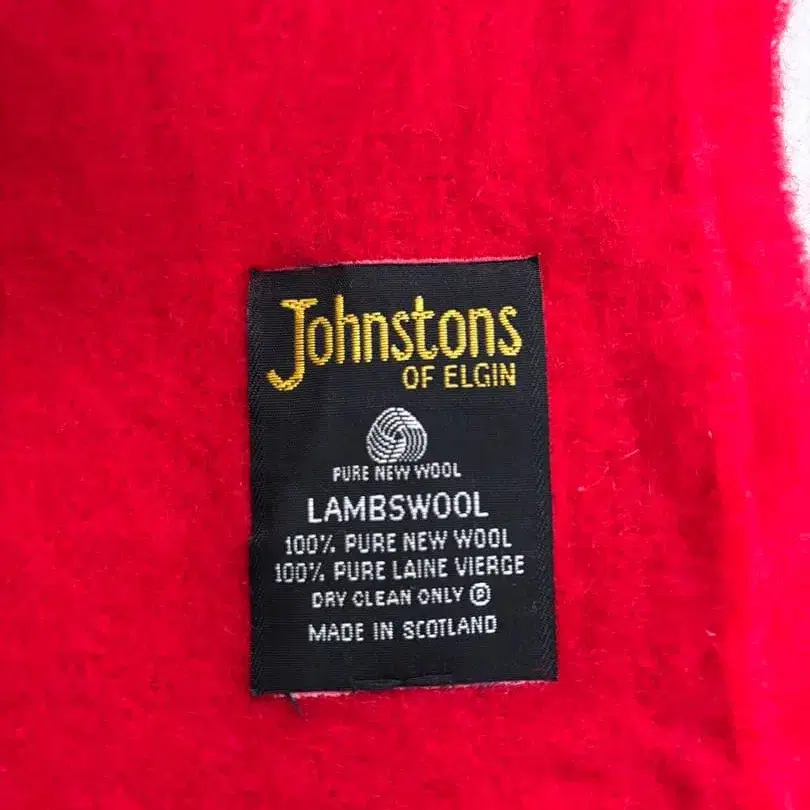 Johnstons
OF ELGIN
PURE NEW WOOL
LAMBSWOOL
100% PURE NEW WOOL
100% PURE LAINE VIERGE
DRY CLEAN ONLY Ⓟ
MADE IN SCOTLAND